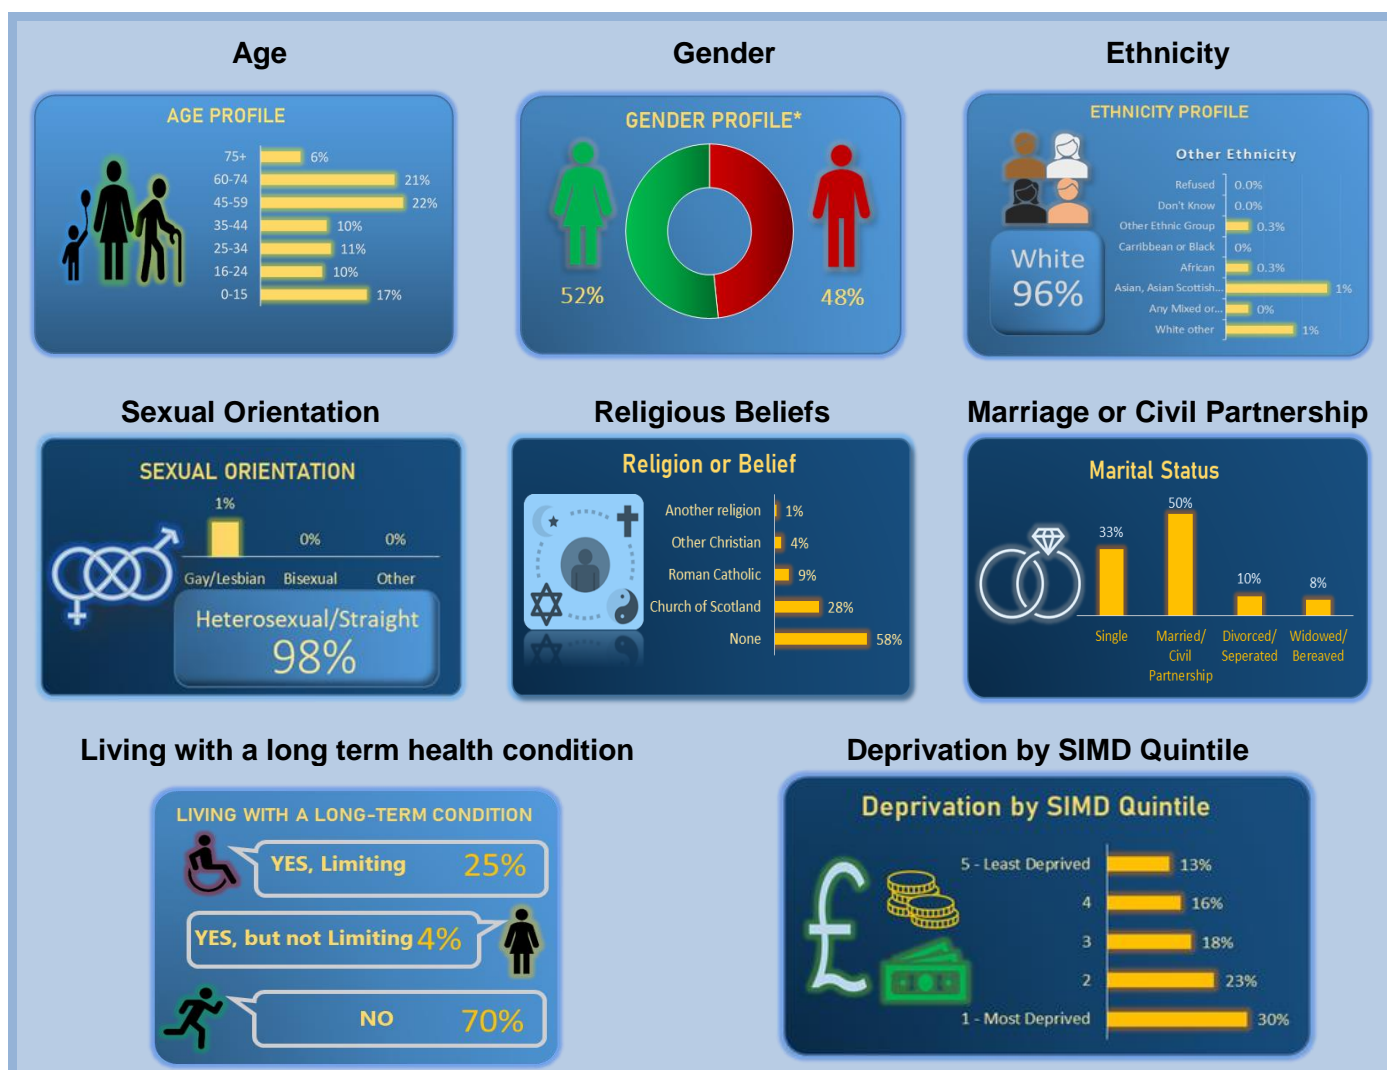 Age
Gender
Ethnicity
AGE PROFILE
75+ 6%
60-74 21%
45-59 22%
35-44 10%
25-34 11%
16-24 10%
0-15 17%
GENDER PROFILE*
52%
48%
ETHNICITY PROFILE
Other Ethnicity
Refused 0.0%
Don't Know 0.0%
Other Ethnic Group 0.3%
Carribbean or Black 0%
African 0.3%
Asian, Asian Scottish... 1%
Any Mixed or... 0%
White other 1%
White
96%
Sexual Orientation
Religious Beliefs
Marriage or Civil Partnership
SEXUAL ORIENTATION
1% 0% 0%
Gay/Lesbian Bisexual Other
Heterosexual/Straight
98%
Religion or Belief
Another religion 1%
Other Christian 4%
Roman Catholic 9%
Church of Scotland 28%
None 58%
Marital Status
33% 50% 10% 8%
Single Married/ Divorced/ Widowed/
Civil Seperated Bereaved
Partnership
Living with a long term health condition
Deprivation by SIMD Quintile
LIVING WITH A LONG-TERM CONDITION
YES, Limiting 25%
YES, but not Limiting 4%
NO 70%
Deprivation by SIMD Quintile
5 - Least Deprived 13%
4 16%
3 18%
2 23%
1 - Most Deprived 30%
£